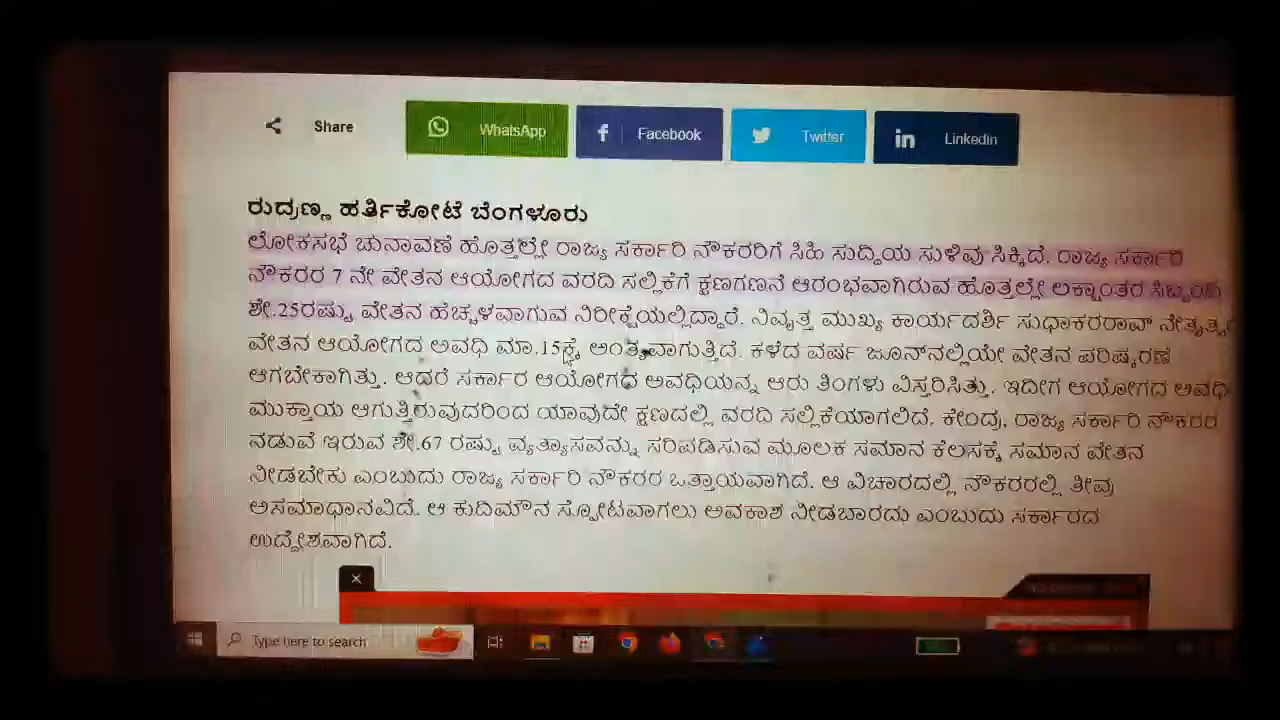 Share
WhatsApp
Facebook
Twitter
Linkedin
ರುದ್ರಣ್ಣ ಹರ್ತಿಕೋಟೆ ಬೆಂಗಳೂರು
ಲೋಕಸಭೆ ಚುನಾವಣೆ ಹೊತ್ತಲ್ಲೇ ರಾಜ್ಯ ಸರ್ಕಾರಿ ನೌಕರರಿಗೆ ಸಿಹಿ ಸುದ್ದಿಯ ಸುಳಿವು ಸಿಕ್ಕಿದೆ. ರಾಜ್ಯ ಸರ್ಕಾರಿ
ನೌಕರರ 7 ನೇ ವೇತನ ಆಯೋಗದ ವರದಿ ಸಲ್ಲಿಕೆಗೆ ಕ್ಷಣಗಣನೆ ಆರಂಭವಾಗಿರುವ ಹೊತ್ತಲ್ಲೇ ಲಕ್ಷಾಂತರ ಸಿಬ್ಬಂದಿ
ಶೇ.25ರಷ್ಟು ವೇತನ ಹೆಚ್ಚಳವಾಗುವ ನಿರೀಕ್ಷೆಯಲ್ಲಿದ್ದಾರೆ. ನಿವೃತ್ತ ಮುಖ್ಯ ಕಾರ್ಯದರ್ಶಿ ಸುಧಾಕರರಾವ್ ನೇತೃತ್ವದ
ವೇತನ ಆಯೋಗದ ಅವಧಿ ಮಾ.15ಕ್ಕೆ ಅಂತ್ಯವಾಗುತ್ತಿದೆ. ಕಳೆದ ವರ್ಷ ಜೂನ್‌ನಲ್ಲಿಯೇ ವೇತನ ಪರಿಷ್ಕರಣೆ
ಆಗಬೇಕಾಗಿತ್ತು. ಆದರೆ ಸರ್ಕಾರ ಆಯೋಗದ ಅವಧಿಯನ್ನ ಆರು ತಿಂಗಳು ವಿಸ್ತರಿಸಿತ್ತು. ಇದೀಗ ಆಯೋಗದ ಅವಧಿ
ಮುಕ್ತಾಯ ಆಗುತ್ತಿರುವುದರಿಂದ ಯಾವುದೇ ಕ್ಷಣದಲ್ಲಿ ವರದಿ ಸಲ್ಲಿಕೆಯಾಗಲಿದೆ. ಕೇಂದ್ರ, ರಾಜ್ಯ ಸರ್ಕಾರಿ ನೌಕರರ
ನಡುವೆ ಇರುವ ಶೇ.67 ರಷ್ಟು ವ್ಯತ್ಯಾಸವನ್ನು ಸರಿಪಡಿಸುವ ಮೂಲಕ ಸಮಾನ ಕೆಲಸಕ್ಕೆ ಸಮಾನ ವೇತನ
ನೀಡಬೇಕು ಎಂಬುದು ರಾಜ್ಯ ಸರ್ಕಾರಿ ನೌಕರರ ಒತ್ತಾಯವಾಗಿದೆ. ಆ ವಿಚಾರದಲ್ಲಿ ನೌಕರರಲ್ಲಿ ತೀವ್ರ
ಅಸಮಾಧಾನವಿದೆ. ಆ ಕುದಿಮೌನ ಸ್ಫೋಟವಾಗಲು ಅವಕಾಶ ನೀಡಬಾರದು ಎಂಬುದು ಸರ್ಕಾರದ
ಉದ್ದೇಶವಾಗಿದೆ.
Type here to search